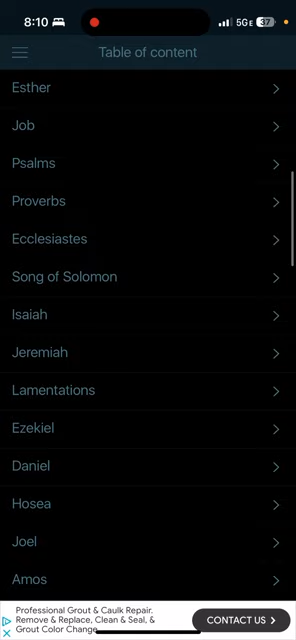 8:10
5GE 37
Table of content
Esther
Job
Psalms
Proverbs
Ecclesiastes
Song of Solomon
Isaiah
Jeremiah
Lamentations
Ezekiel
Daniel
Hosea
Joel
Amos
Professional Grout & Caulk Repair.
Remove & Replace, Clean & Seal, &
Grout Color Change
CONTACT US